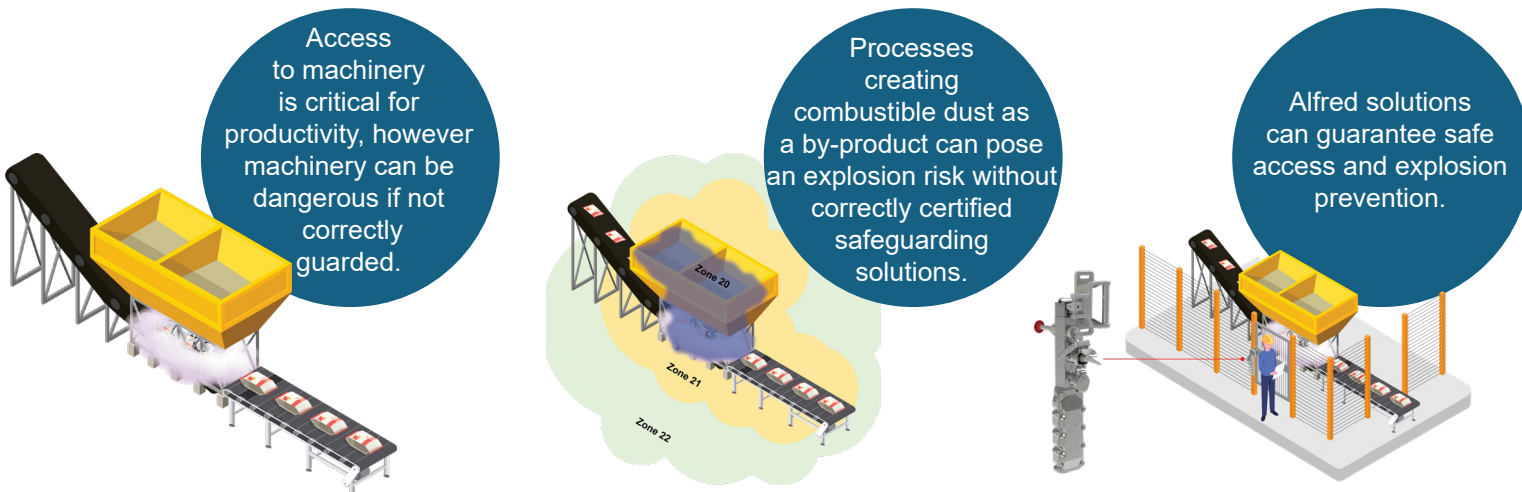 Access
to machinery
is critical for
productivity, however
machinery can be
dangerous if not
correctly
guarded.
Processes
creating
combustible dust as
a by-product can pose
an explosion risk without
correctly certified
safeguarding
solutions.
Zone 20
Zone 21
Zone 22
Alfred solutions
can guarantee safe
access and explosion
prevention.